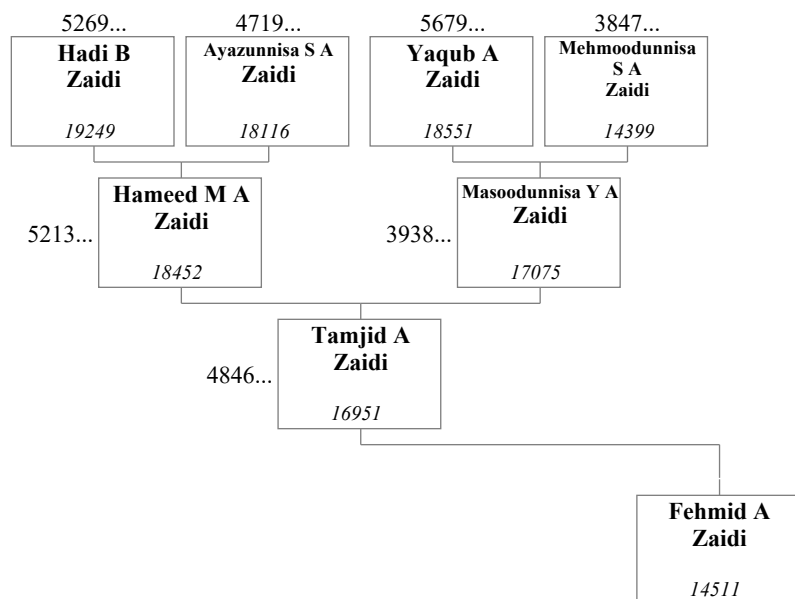 5269...
4719...
5679...
3847...
Hadi B
Zaidi
19249
Ayazunnisa S A
Zaidi
18116
Yaqub A
Zaidi
18551
Mehmoodunnisa
S A
Zaidi
14399
5213...
Hameed M A
Zaidi
18452
3938...
Masoodunnisa Y A
Zaidi
17075
4846...
Tamjid A
Zaidi
16951
Fehmid A
Zaidi
14511